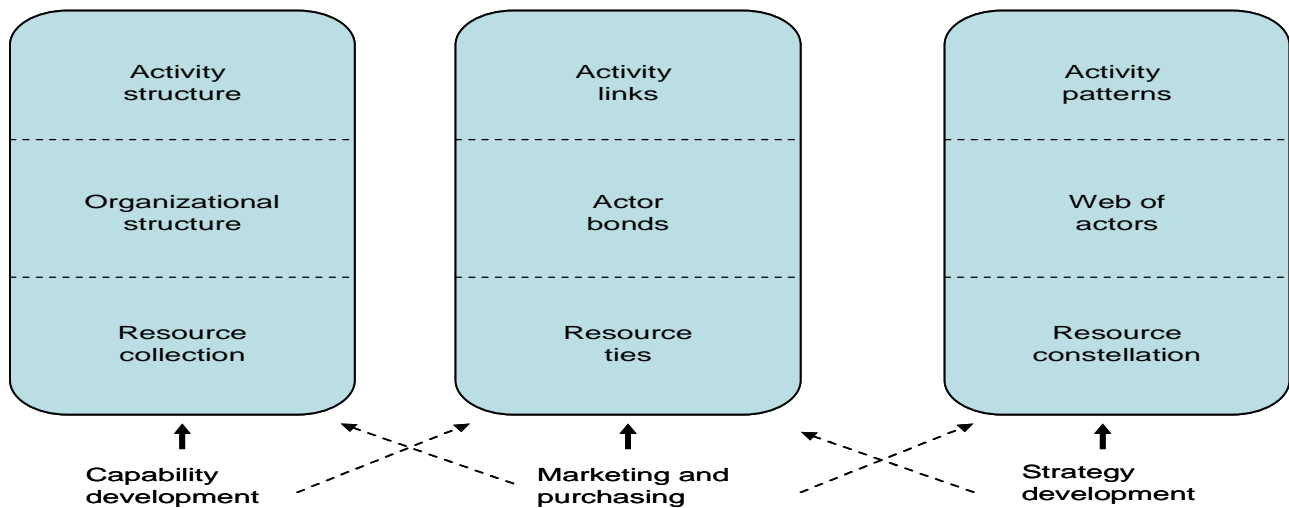 Activity
structure
Activity
links
Activity
patterns
Organizational
structure
Actor
bonds
Web of
actors
Resource
collection
Resource
ties
Resource
constellation
Capability
development
Marketing and
purchasing
Strategy
development